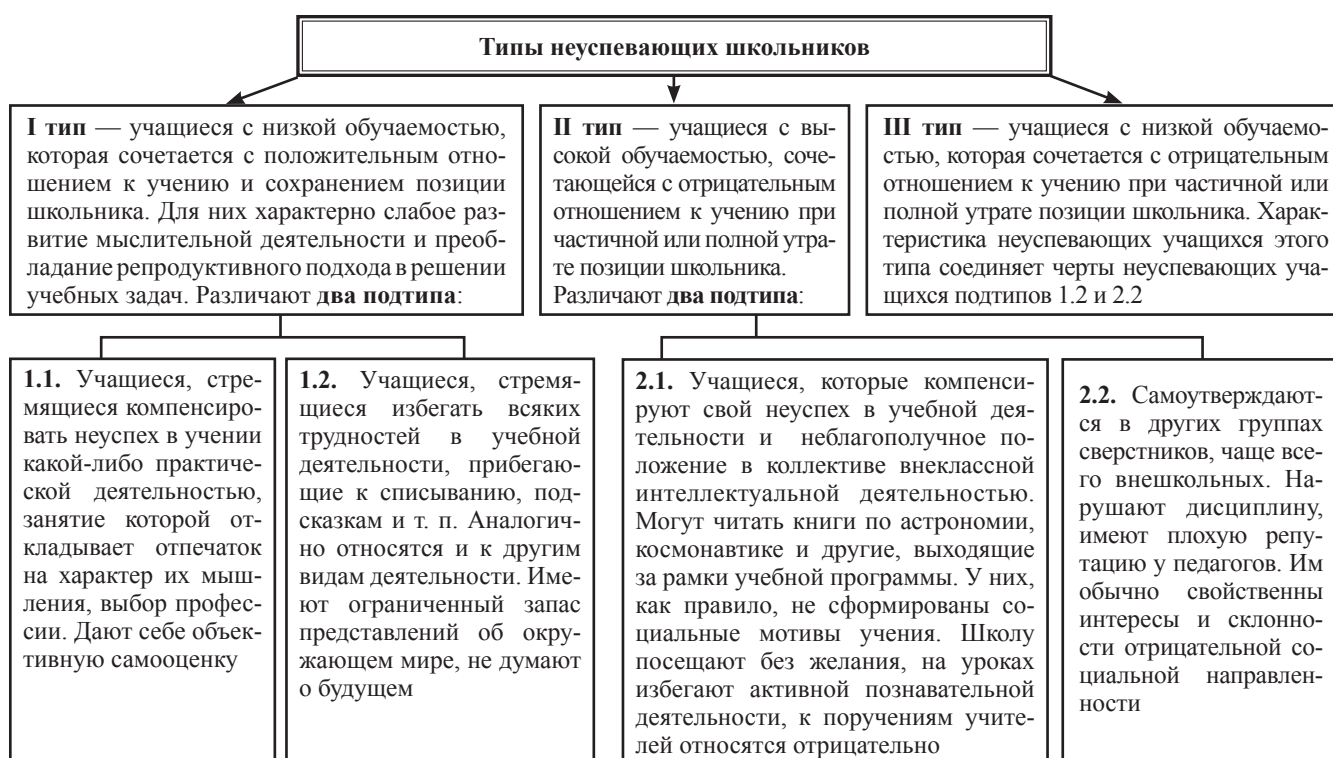 Типы неуспевающих школьников
I тип — учащиеся с низкой обучаемостью,
которая сочетается с положительным отно-
шением к учению и сохранением позиции
школьника. Для них характерно слабое раз-
витие мыслительной деятельности и преоб-
ладание репродуктивного подхода в решении
учебных задач. Различают два подтипа:
II тип — учащиеся с вы-
сокой обучаемостью, соче-
тающейся с отрицательным
отношением к учению при
частичной или полной утра-
те позиции школьника.
Различают два подтипа:
III тип — учащиеся с низкой обучаемо-
стью, которая сочетается с отрицательным
отношением к учению при частичной или
полной утрате позиции школьника. Харак-
теристика неуспевающих учащихся этого
типа соединяет черты неуспевающих уча-
щихся подтипов 1.2 и 2.2
1.1. Учащиеся, стре-
мящиеся компенсиро-
вать неуспех в учении
какой-либо практиче-
ской деятельностью,
занятие которой от-
кладывает отпечаток
на характер их мыш-
ления, выбор профес-
сии. Дают себе объек-
тивную самооценку
1.2. Учащиеся, стремя-
щиеся избегать всяких
трудностей в учебной
деятельности, прибегаю-
щие к списыванию, под-
сказкам и т. п. Аналогич-
но относятся и к другим
видам деятельности. Име-
ют ограниченный запас
представлений об окру-
жающем мире, не думают
о будущем
2.1. Учащиеся, которые компенси-
руют свой неуспех в учебной дея-
тельности и неблагополучное по-
ложение в коллективе внеклассной
интеллектуальной деятельностью.
Могут читать книги по астрономии,
космонавтике и другие, выходящие
за рамки учебной программы. У них,
как правило, не сформированы со-
циальные мотивы учения. Школу
посещают без желания, на уроках
избегают активной познавательной
деятельности, к поручениям учите-
лей относятся отрицательно
2.2. Самоутверждают-
ся в других группах
сверстников, чаще все-
го внешкольных. На-
рушают дисциплину,
имеют плохую репу-
тацию у педагогов. Им
обычно свойственны
интересы и склонно-
сти отрицательной со-
циальной направлен-
ности